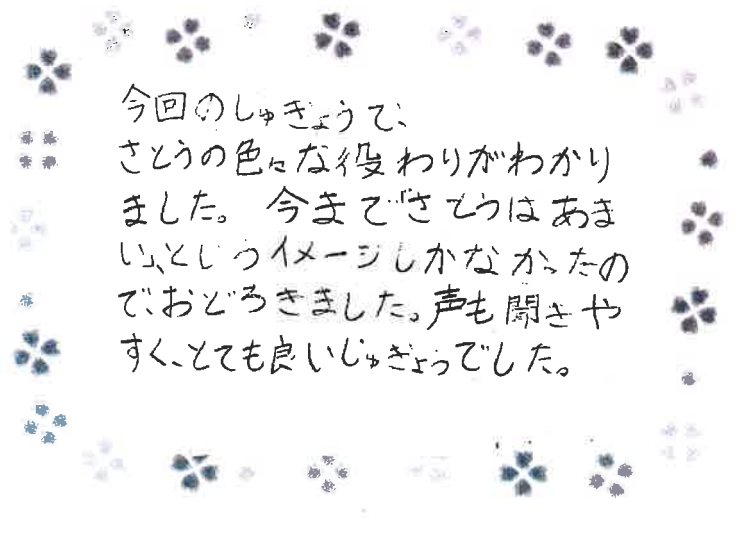 今回のしゅぎょうで、
さとうの色々な役わりがわかり
ました。 今まで「さとうはあま
い」、というイメージしかなかったの
で、おどろきました。声も聞きや
すく、とても良いじゅぎょうでした。